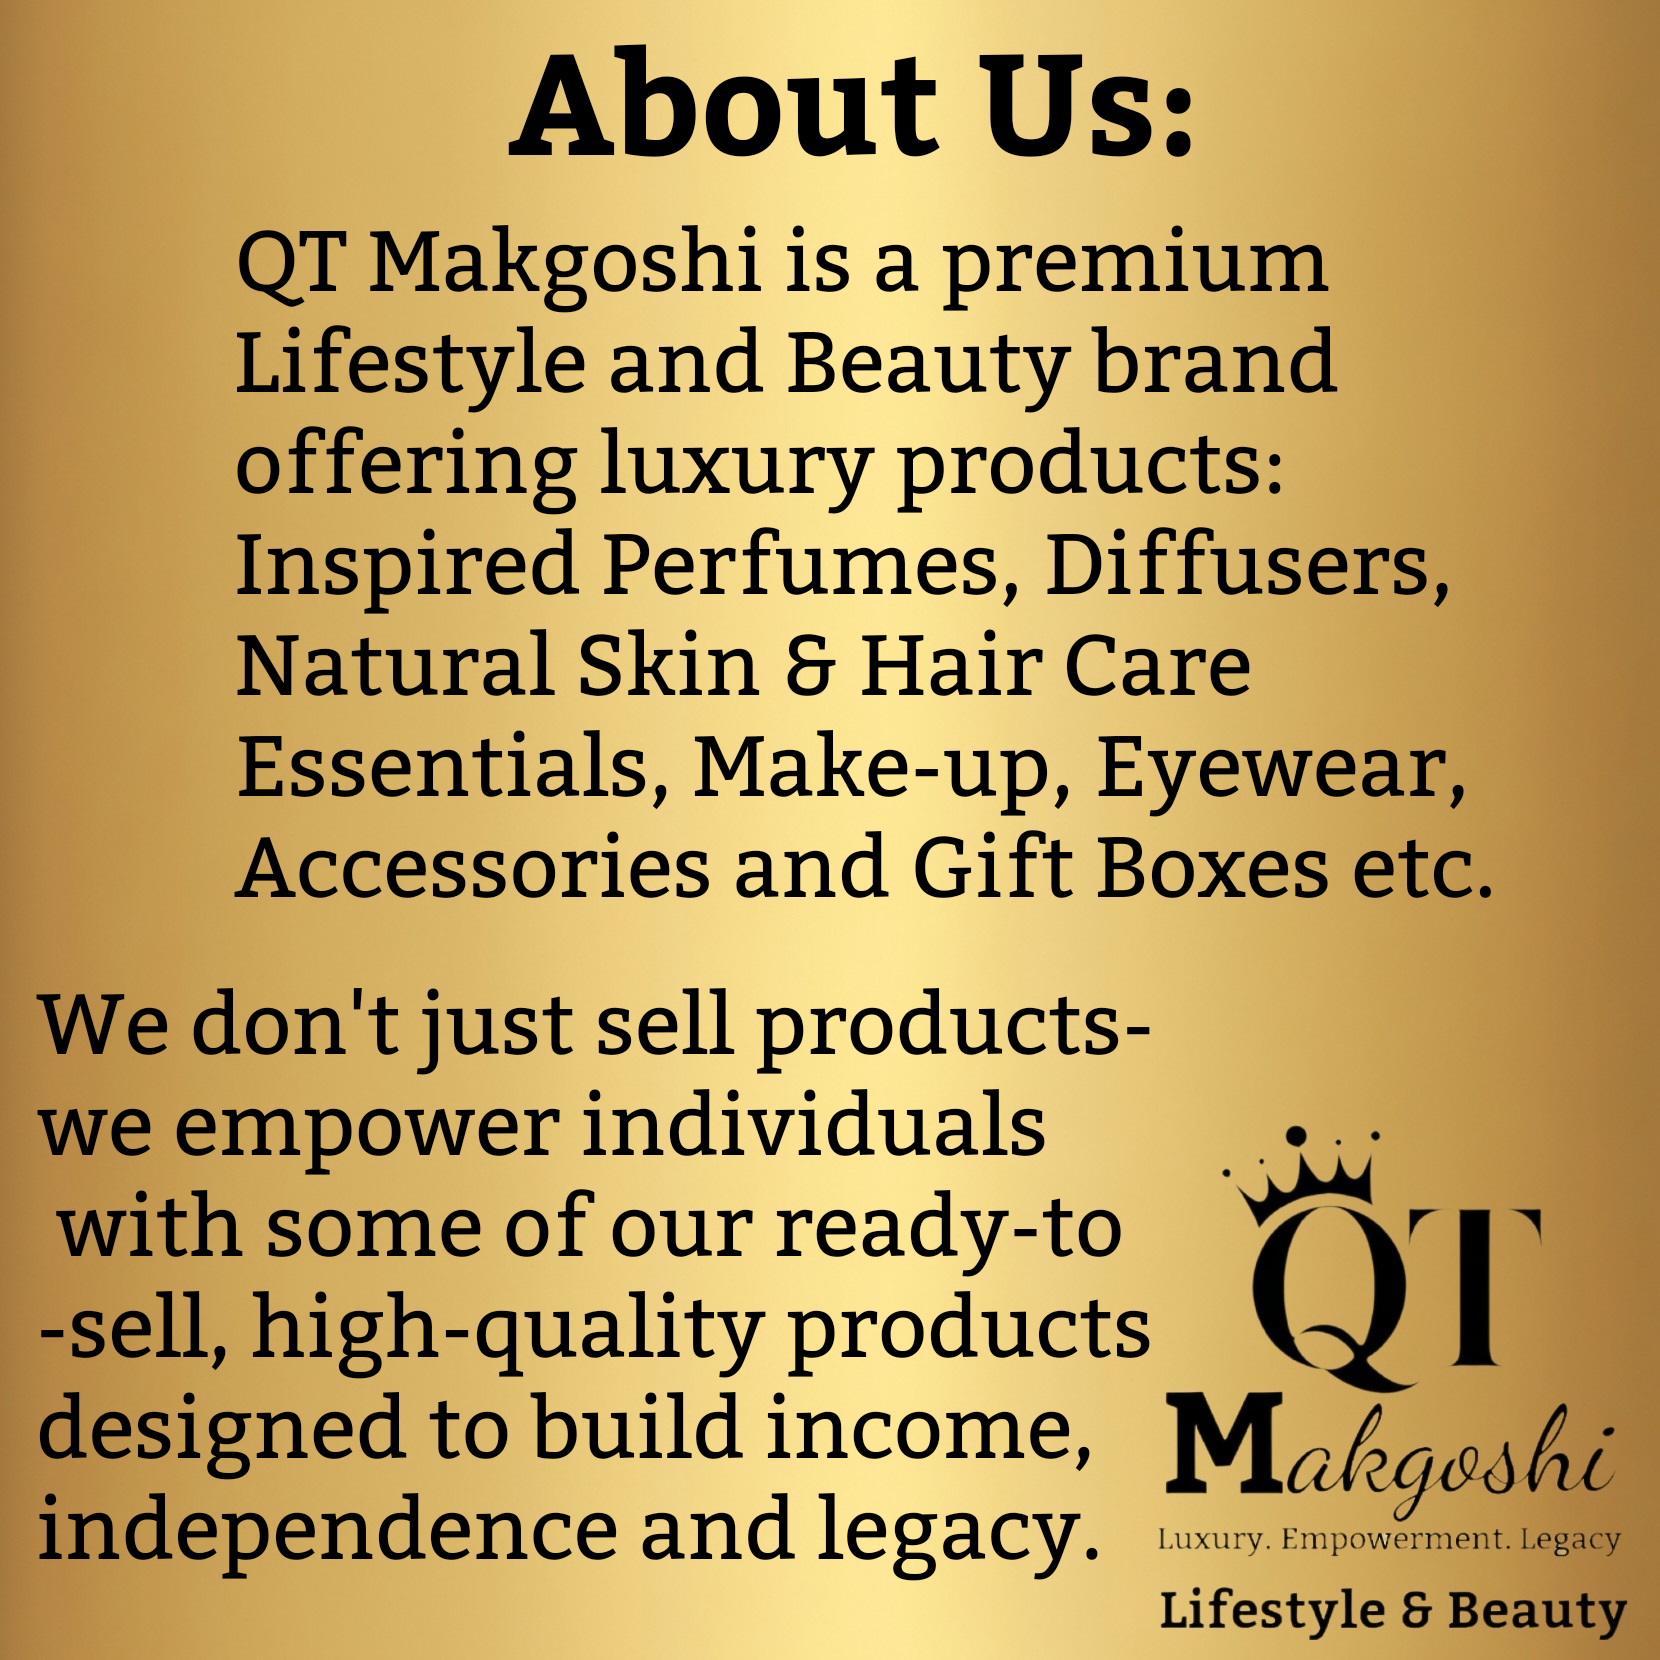 About Us:
QT Makgoshi is a premium
Lifestyle and Beauty brand
offering luxury products:
Inspired Perfumes, Diffusers,
Natural Skin & Hair Care
Essentials, Make-up, Eyewear,
Accessories and Gift Boxes etc.
We don't just sell products-
we empower individuals
with some of our ready-to
-sell, high-quality products
designed to build income,
independence and legacy.
QT
Makgoshi
Luxury. Empowerment. Legacy
Lifestyle & Beauty